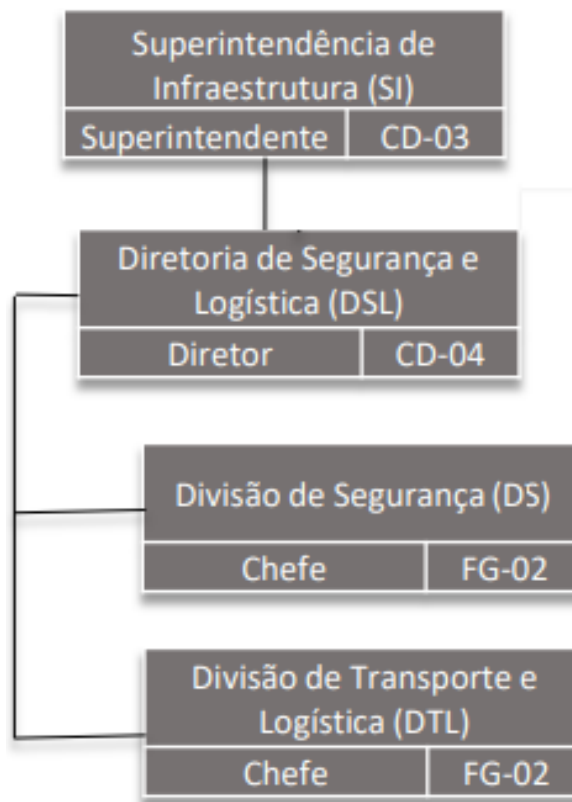 Superintendência de
Infraestrutura (SI)
Superintendente CD-03
Diretoria de Segurança e
Logística (DSL)
Diretor CD-04
Divisão de Segurança (DS)
Chefe FG-02
Divisão de Transporte e
Logística (DTL)
Chefe FG-02